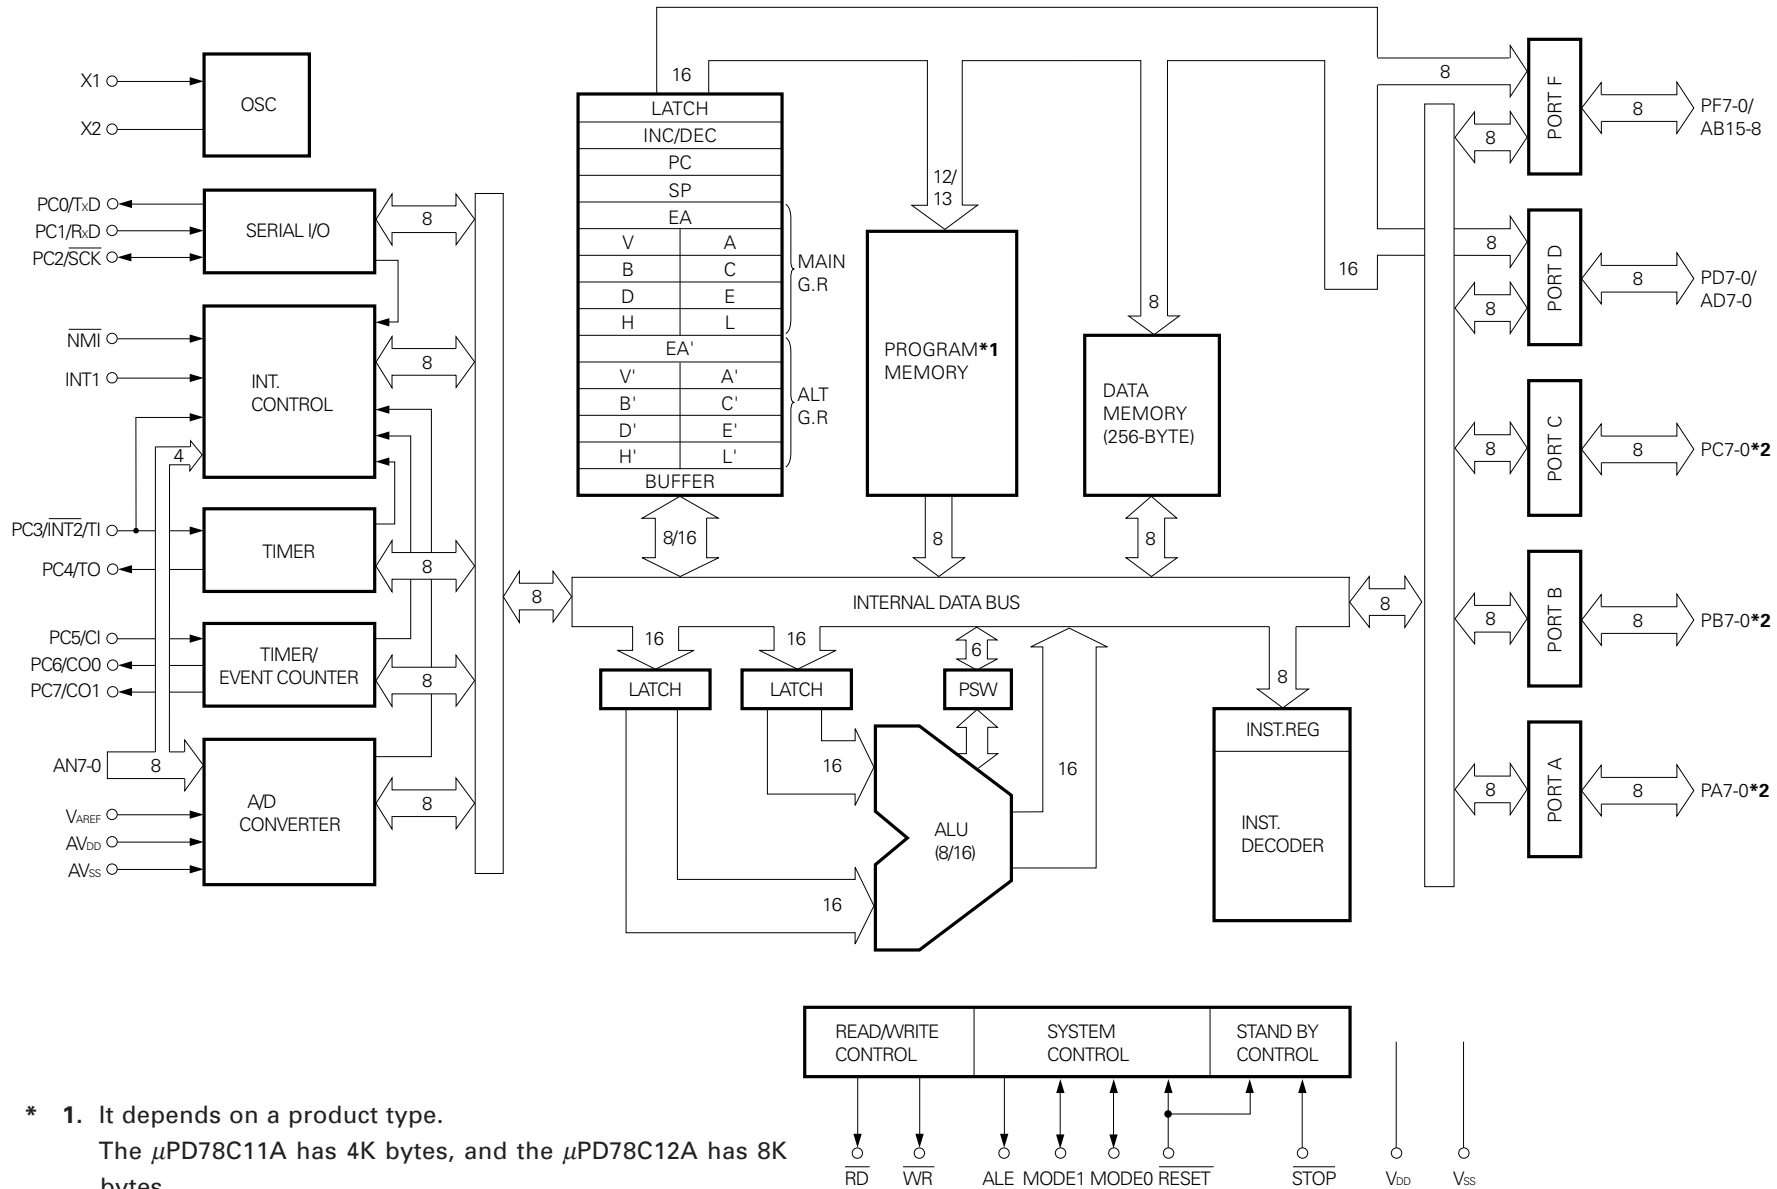 X1
X2
OSC
PC0/TxD
PC1/RxD
PC2/SCK
SERIAL I/O
8
NMI
INT1
INT.
CONTROL
8
4
PC3/INT2/TI
PC4/TO
TIMER
8
PC5/CI
PC6/CO0
PC7/CO1
TIMER/
EVENT COUNTER
8
AN7-0
8
VAREF
AVDD
AVSS
A/D
CONVERTER
8
16
LATCH
INC/DEC
PC
SP
EA
V A
B C
D E
H L
MAIN
G.R
EA'
V' A'
B' C'
D' E'
H' L'
ALT
G.R
BUFFER
8/16
12/
13
PROGRAM*1
MEMORY
8
8
DATA
MEMORY
(256-BYTE)
8
16
8
INTERNAL DATA BUS
8
16
LATCH
16
LATCH
6
PSW
16
16
ALU
(8/16)
16
8
INST.REG
INST.
DECODER
8
8
PORT F
8
PF7-0/
AB15-8
8
8
PORT D
8
PD7-0/
AD7-0
8
PORT C
8
PC7-0*2
8
PORT B
8
PB7-0*2
8
PORT A
8
PA7-0*2
READ/WRITE
CONTROL
SYSTEM
CONTROL
STAND BY
CONTROL
RD
WR
ALE
MODE1
MODE0
RESET
STOP
VDD
VSS
* 1. It depends on a product type.
The μPD78C11A has 4K bytes, and the μPD78C12A has 8K
bytes